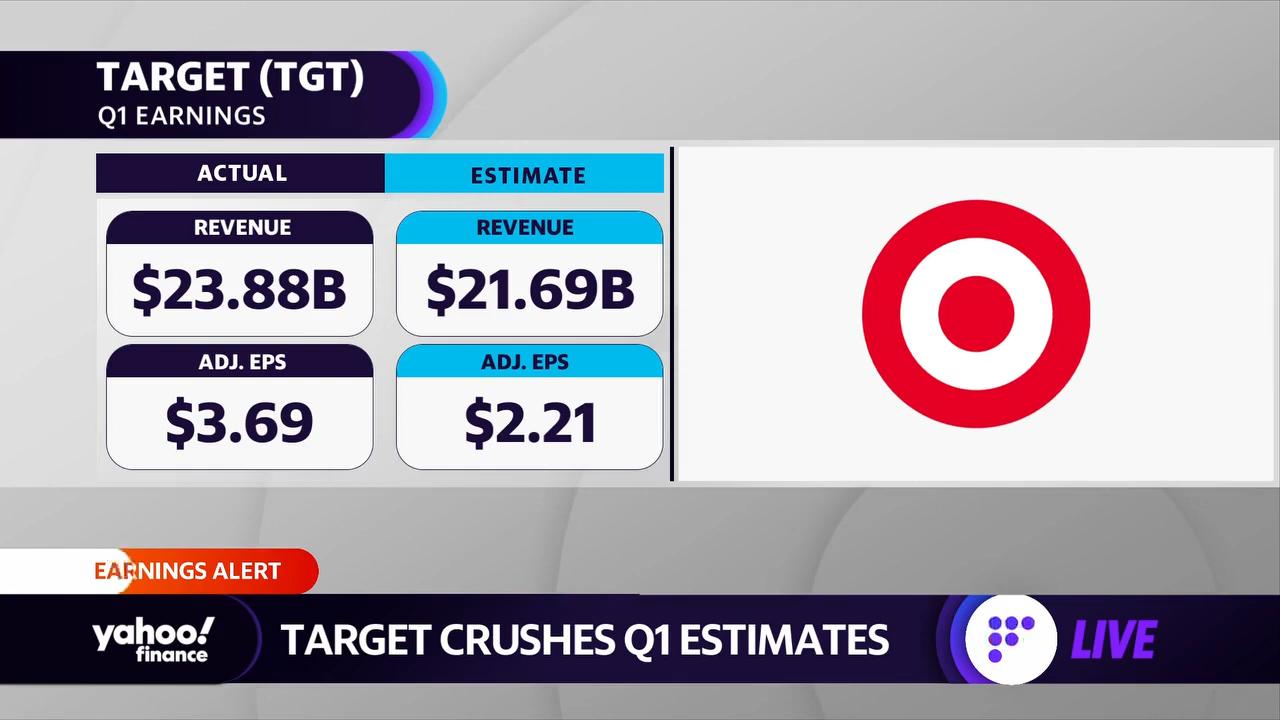 TARGET (TGT)
Q1 EARNINGS
ACTUAL
ESTIMATE
REVENUE
REVENUE
$23.88B
$21.69B
ADJ. EPS
ADJ. EPS
$3.69
$2.21
EARNINGS ALERT
yahoo!
finance
TARGET CRUSHES Q1 ESTIMATES
LIVE